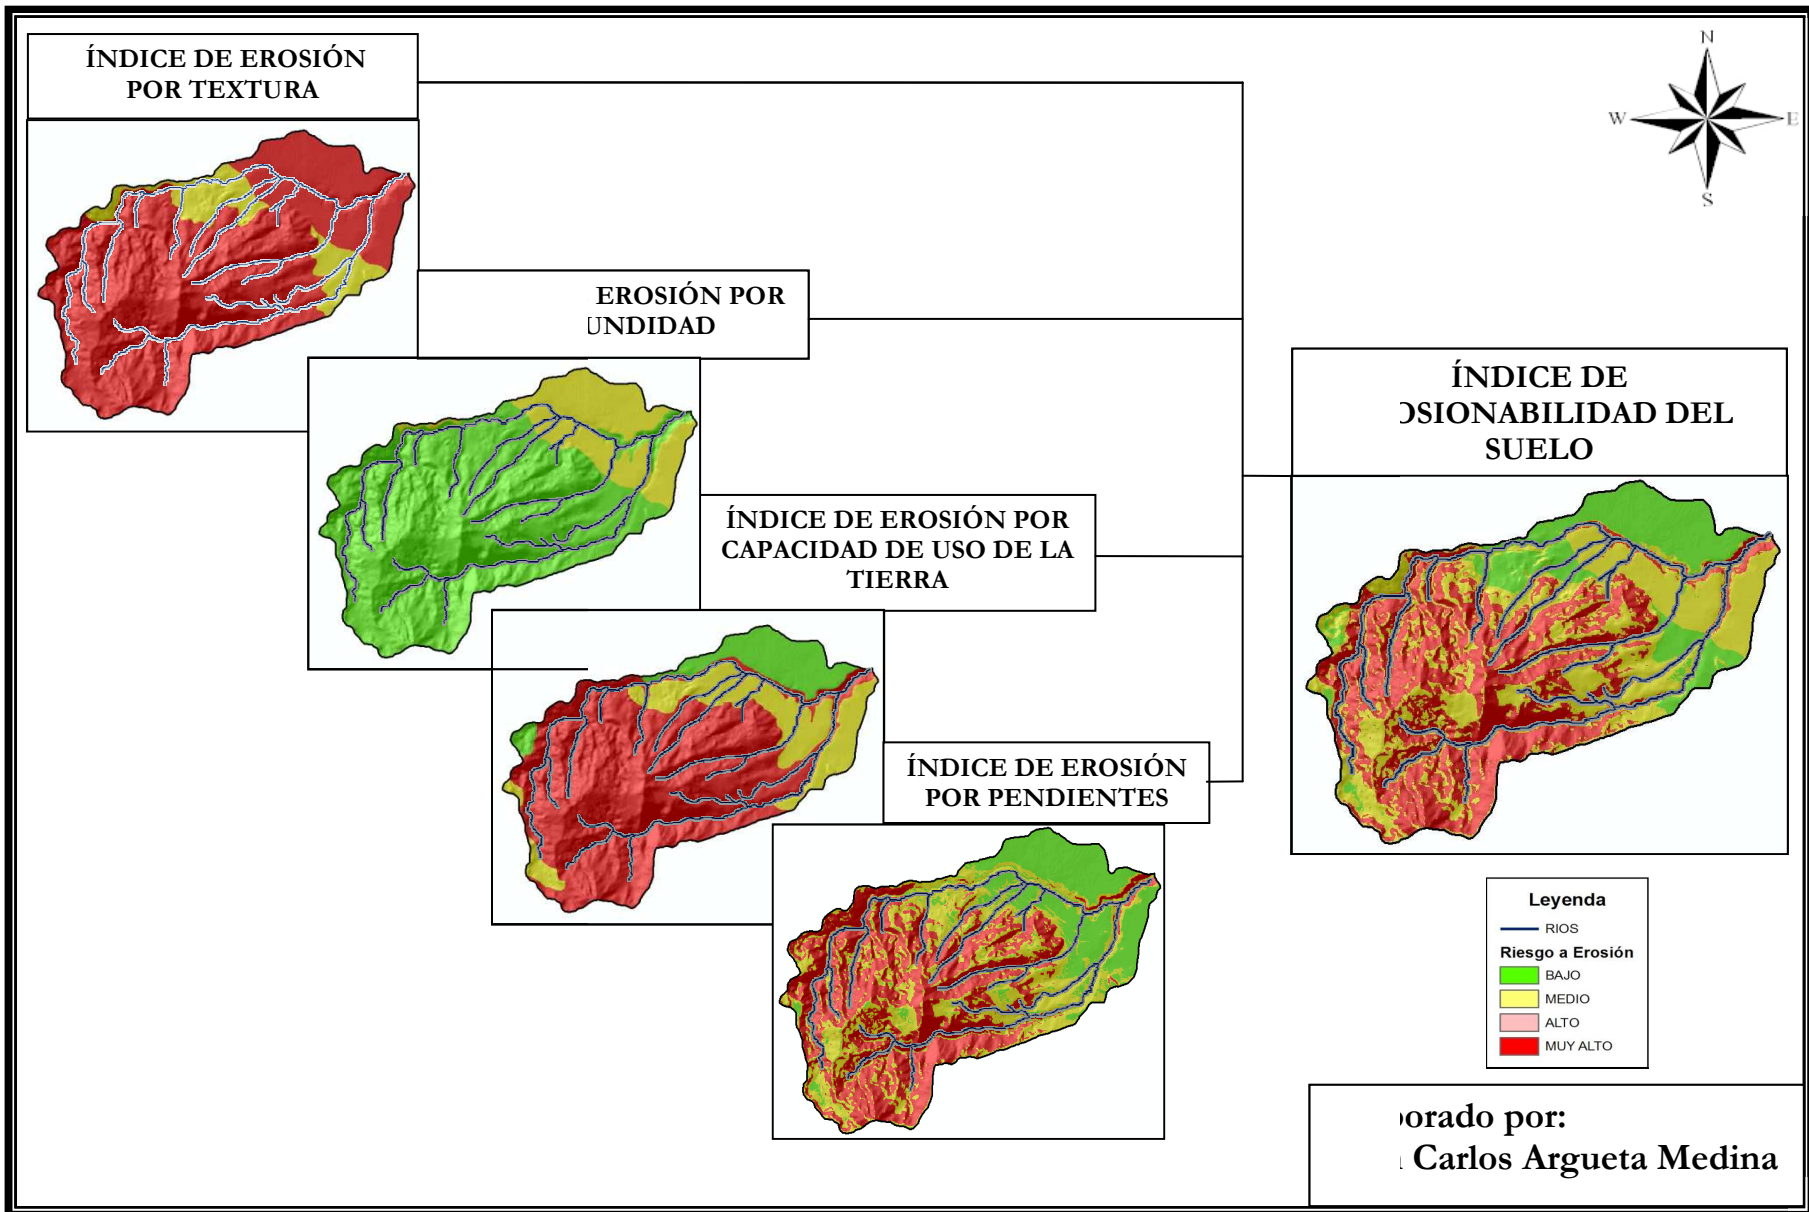 ÍNDICE DE EROSIÓN
POR TEXTURA
N
W
E
S
EROSIÓN POR
UNDIDAD
ÍNDICE DE
OSIONABILIDAD DEL
SUELO
ÍNDICE DE EROSIÓN POR
CAPACIDAD DE USO DE LA
TIERRA
ÍNDICE DE EROSIÓN
POR PENDIENTES
Leyenda
RIOS
Riesgo a Erosión
BAJO
MEDIO
ALTO
MUY ALTO
orado por:
Carlos Argueta Medina